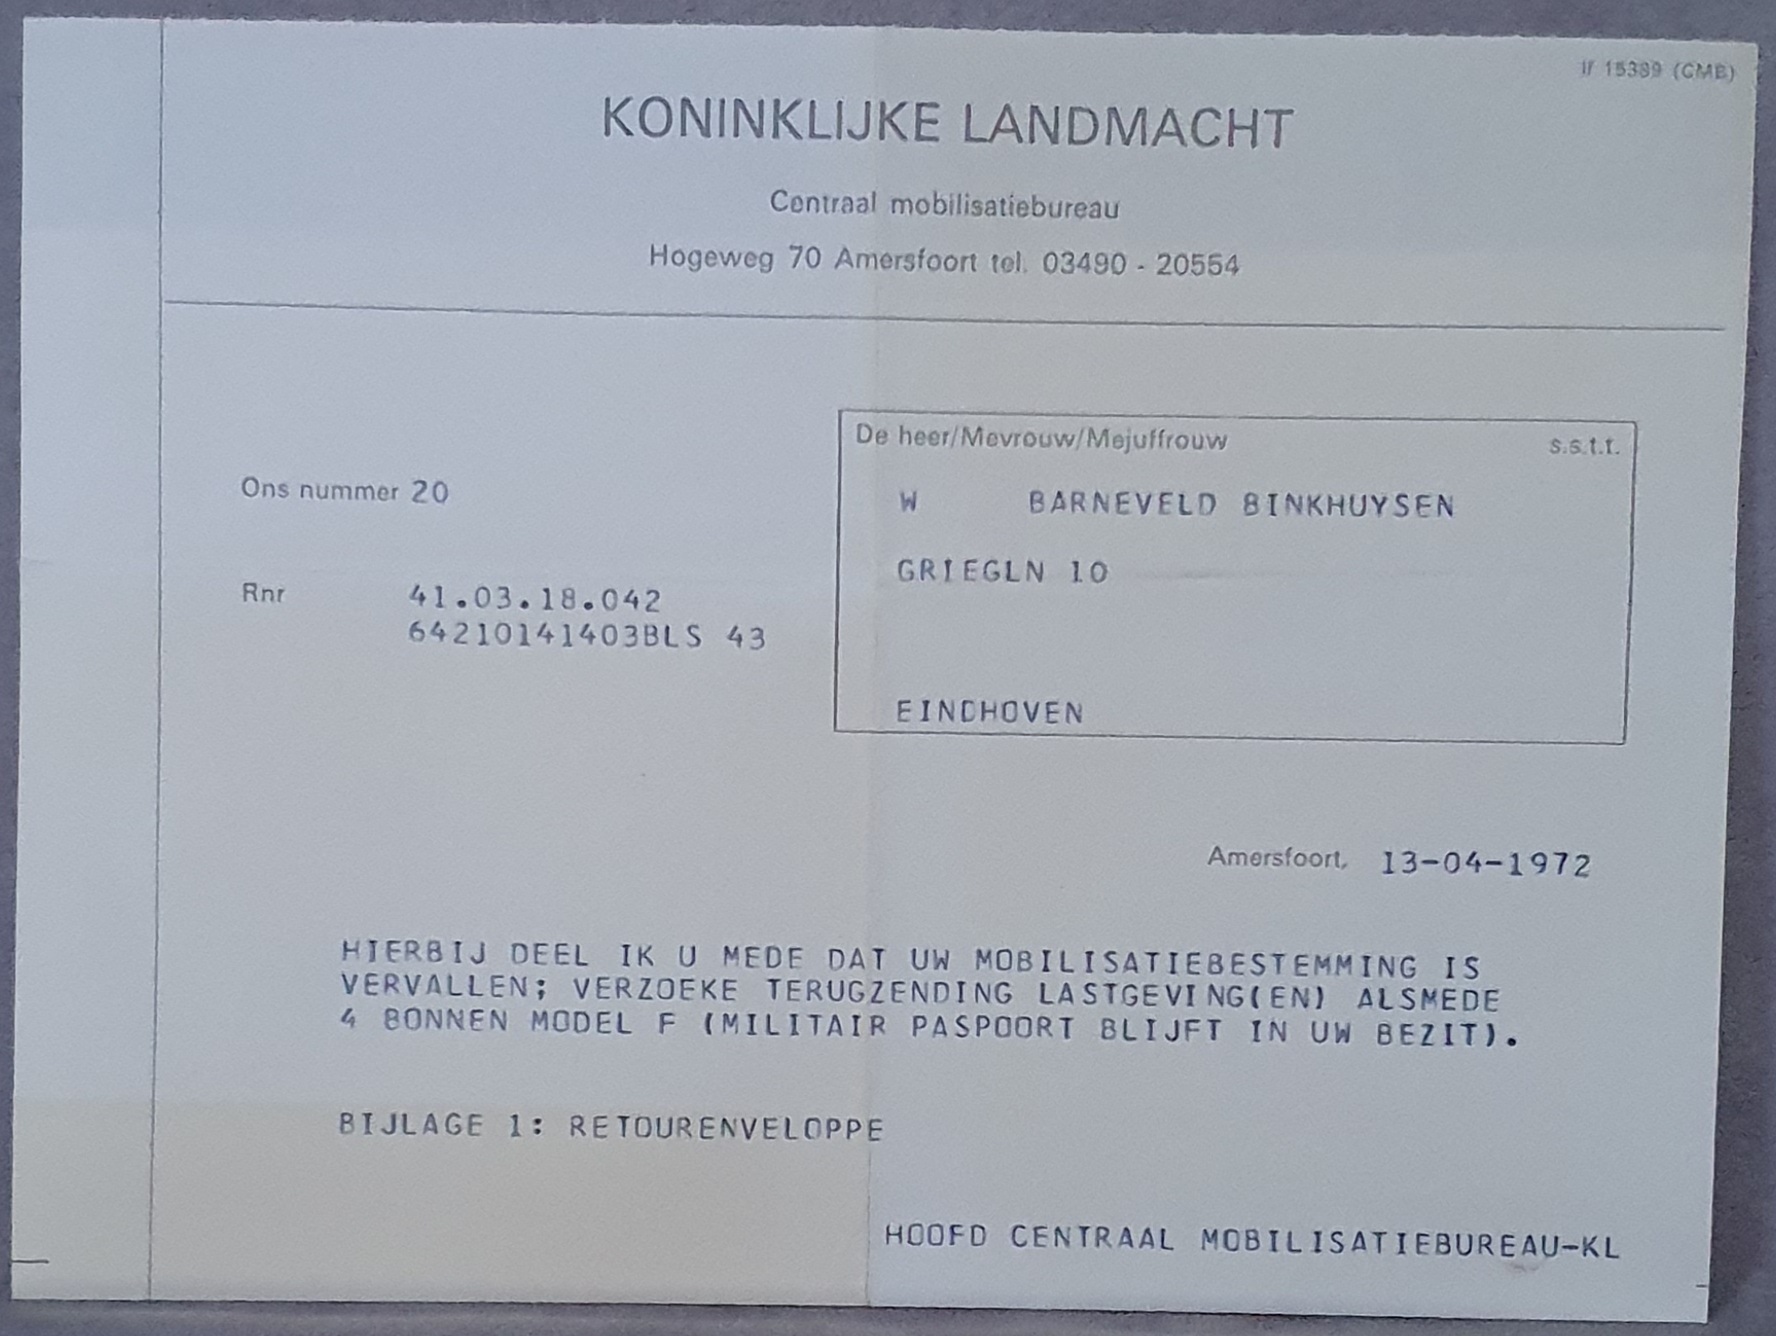 lf 15389 (CMB)
KONINKLIJKE LANDMACHT
Centraal mobilisatiebureau
Hogeweg 70 Amersfoort tel. 03490 - 20554
De heer/Mevrouw/Mejuffrouw s.s.t.t.
Ons nummer 20
W BARNEVELD BINKHUYSEN
GRIEGLN 10
Rnr 41.03.18.042
64210141403BLS 43
EINDHOVEN
Amersfoort, 13-04-1972
HIERBIJ DEEL IK U MEDE DAT UW MOBILISATIEBESTEMMING IS
VERVALLEN; VERZOEKE TERUGZENDING LASTGEVING(EN) ALSMEDE
4 BONNEN MODEL F (MILITAIR PASPOORT BLIJFT IN UW BEZIT).
BIJLAGE 1: RETOURENVELOPPE
HOOFD CENTRAAL MOBILISATIEBUREAU-KL